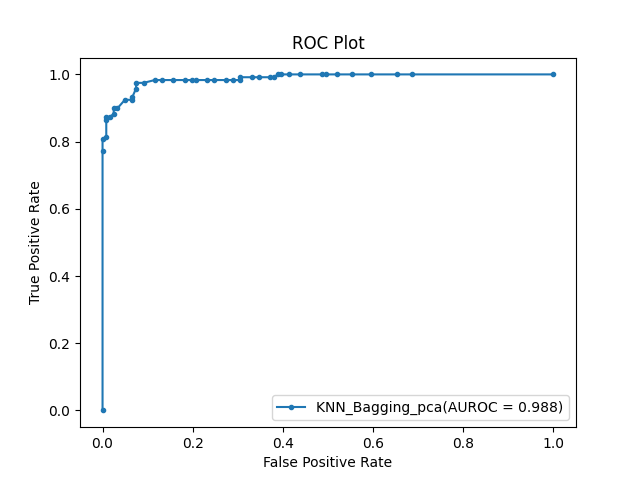 ROC Plot
True Positive Rate
1.0
0.8
0.6
0.4
0.2
0.0
KNN_Bagging_pca(AUROC = 0.988)
0.0 0.2 0.4 0.6 0.8 1.0
False Positive Rate